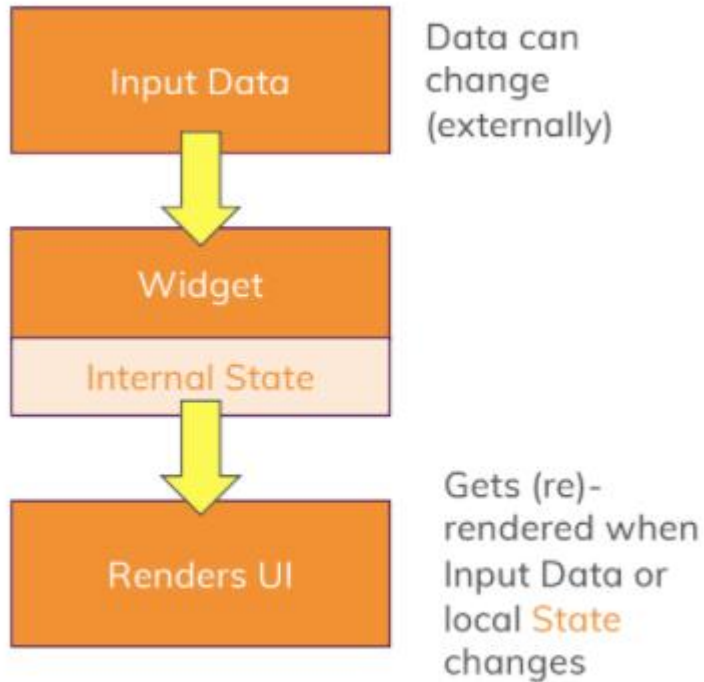 Input Data
Data can
change
(externally)
Widget
Internal State
Renders UI
Gets (re)-
rendered when
Input Data or
local State
changes